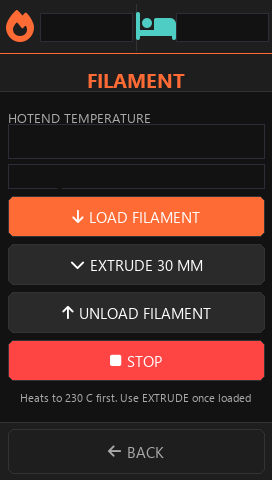 FILAMENT
HOTEND TEMPERATURE
LOAD FILAMENT
EXTRUDE 30 MM
UNLOAD FILAMENT
STOP
Heats to 230 C first. Use EXTRUDE once loaded
BACK